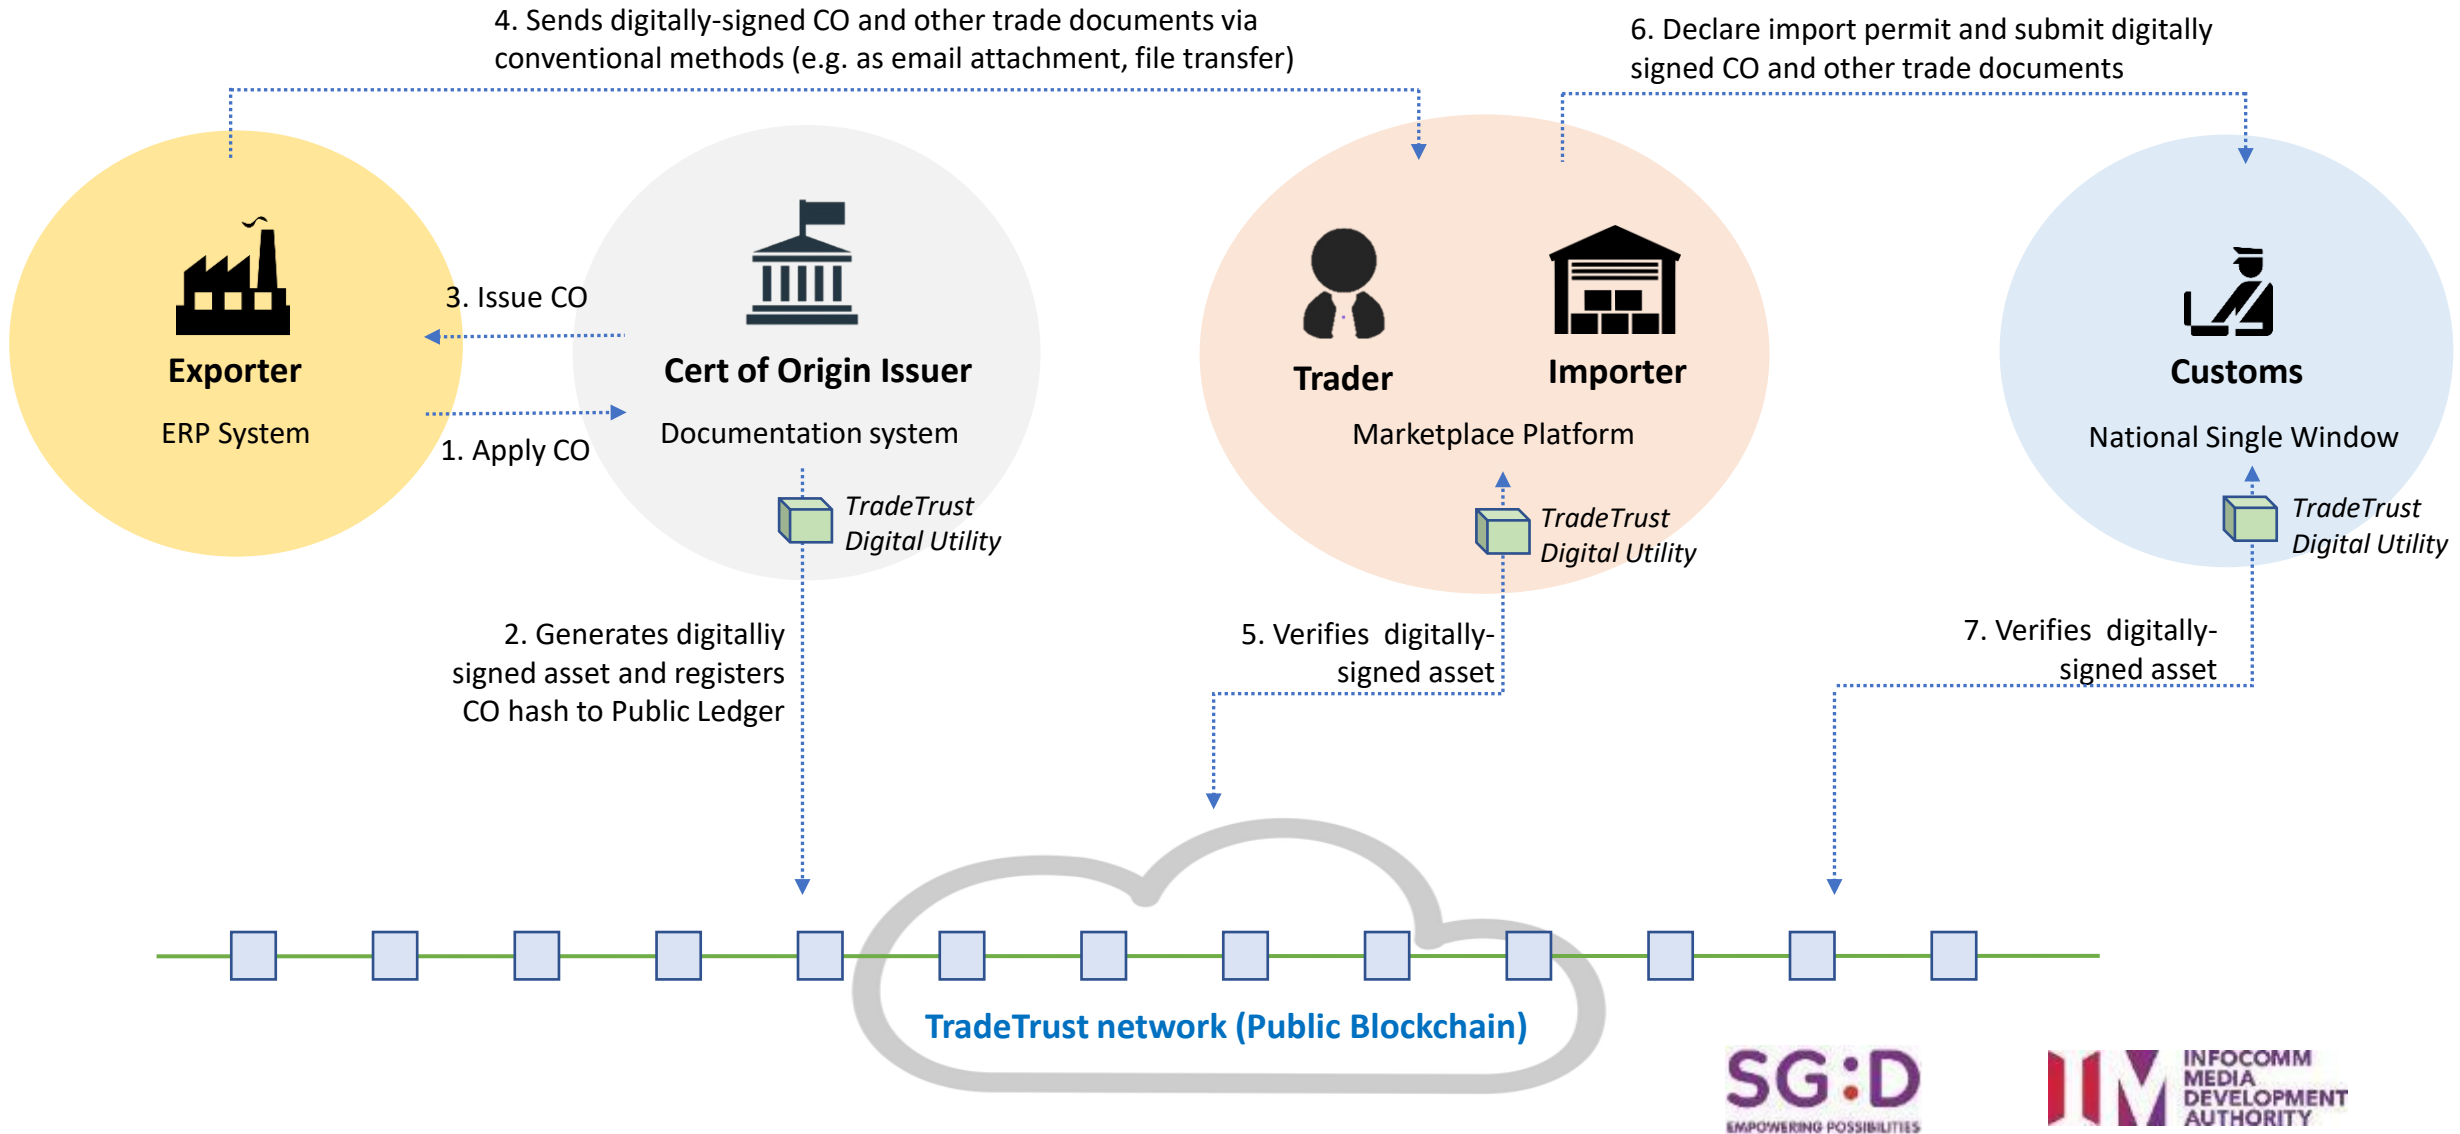 4. Sends digitally-signed CO and other trade documents via
conventional methods (e.g. as email attachment, file transfer)
6. Declare import permit and submit digitally
signed CO and other trade documents
3. Issue CO
Exporter
ERP System
1. Apply CO
Cert of Origin Issuer
Documentation system
TradeTrust
Digital Utility
Trader
Importer
Marketplace Platform
TradeTrust
Digital Utility
Customs
National Single Window
TradeTrust
Digital Utility
2. Generates digitalliy
signed asset and registers
CO hash to Public Ledger
5. Verifies digitally-
signed asset
7. Verifies digitally-
signed asset
TradeTrust network (Public Blockchain)
SG:D
EMPOWERING POSSIBILITIES
INFOCOMM
MEDIA
DEVELOPMENT
AUTHORITY